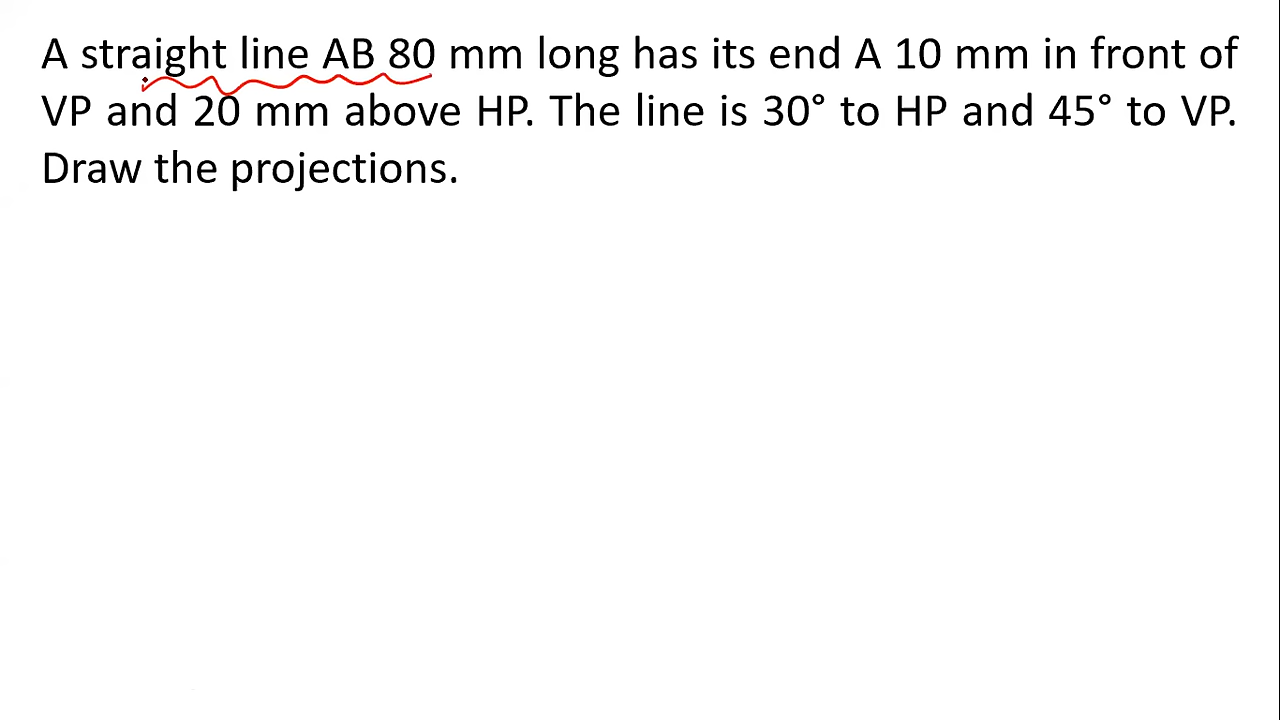 A straight line AB 80 mm long has its end A 10 mm in front of
VP and 20 mm above HP. The line is 30° to HP and 45° to VP.
Draw the projections.